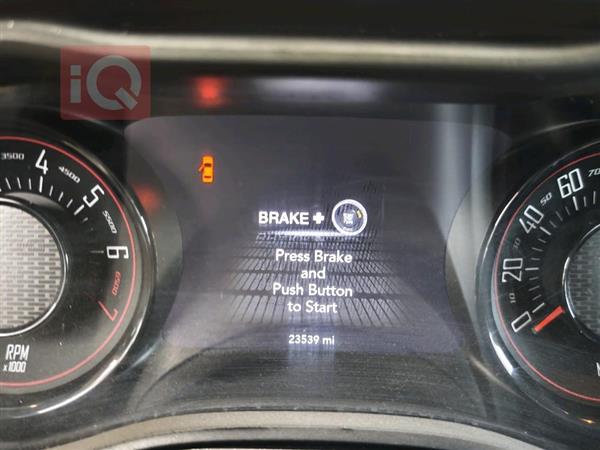 iQ
3500
4
4500
5
5500
6
6500
7
RPM
x1000
BRAKE +
Press Brake
and
Push Button
to Start
23539 mi
0
10
20
30
40
50
60
70